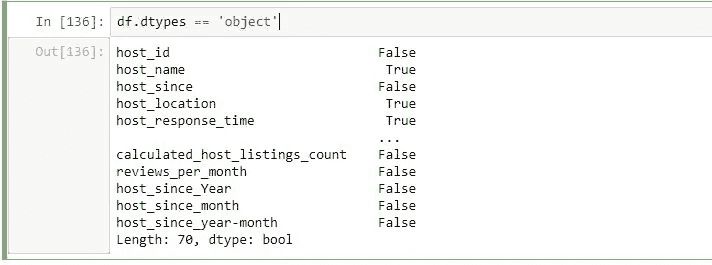 In [136]: df.dtypes == 'object'
Out[136]: host_id False
host_name True
host_since False
host_location True
host_response_time True
...
calculated_host_listings_count False
reviews_per_month False
host_since_Year False
host_since_month False
host_since_year-month False
Length: 70, dtype: bool